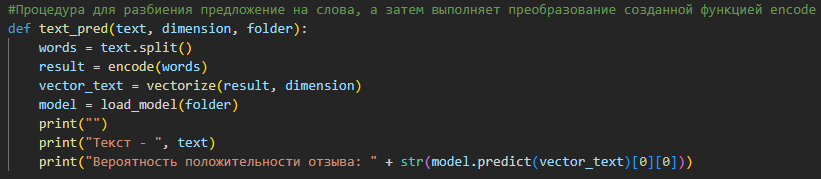 #Процедура для разбиения предложение на слова, а затем выполняет преобразование созданной функцией encode
def text_pred(text, dimension, folder):
    words = text.split()
    result = encode(words)
    vector_text = vectorize(result, dimension)
    model = load_model(folder)
    print("")
    print("Текст - ", text)
    print("Вероятность положительности отзыва: " + str(model.predict(vector_text)[0][0]))